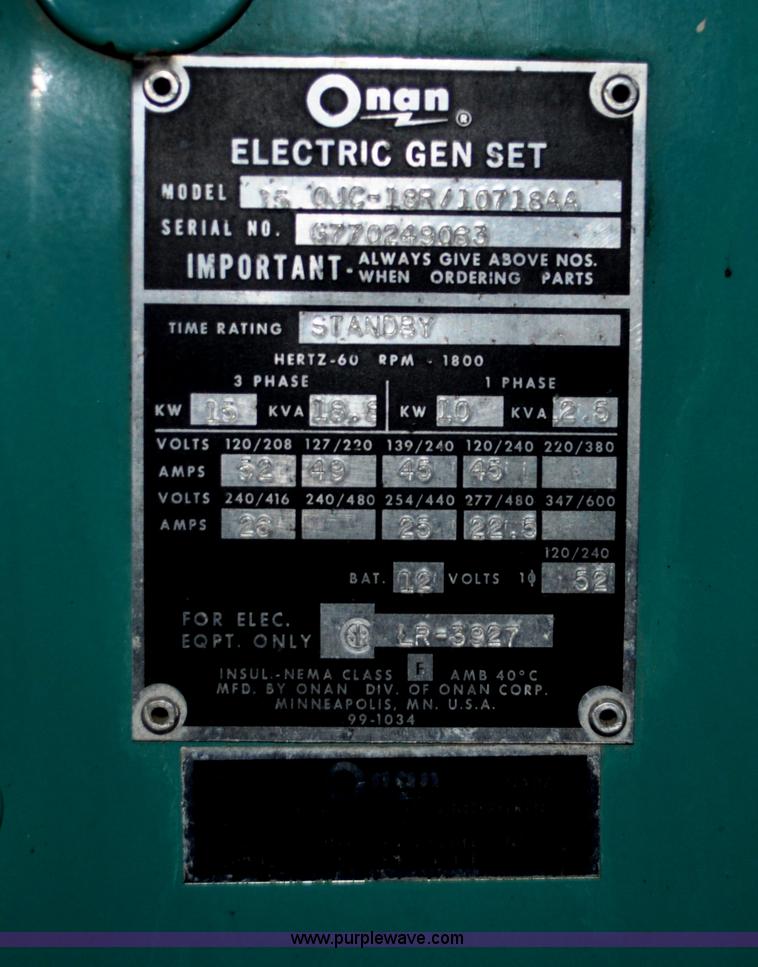 Onan ®
ELECTRIC GEN SET
MODEL 15 OJC-18R/10718AA
SERIAL NO. G770249063
IMPORTANT- ALWAYS GIVE ABOVE NOS.
WHEN ORDERING PARTS
TIME RATING STANDBY
HERTZ-60 RPM - 1800
3 PHASE 1 PHASE
KW 15 KVA 18.8 KW 10 KVA 12.5
VOLTS 120/208 127/220 139/240 120/240 220/380
AMPS 52 49 45 45
VOLTS 240/416 240/480 254/440 277/480 347/600
AMPS 26 25 22.5
120/240
BAT. 12 VOLTS 1ϕ 52
FOR ELEC.
EQPT. ONLY LR-3927
INSUL.-NEMA CLASS F AMB 40°C
MFD. BY ONAN DIV. OF ONAN CORP.
MINNEAPOLIS, MN. U.S.A.
99-1034
Onan
www.purplewave.com